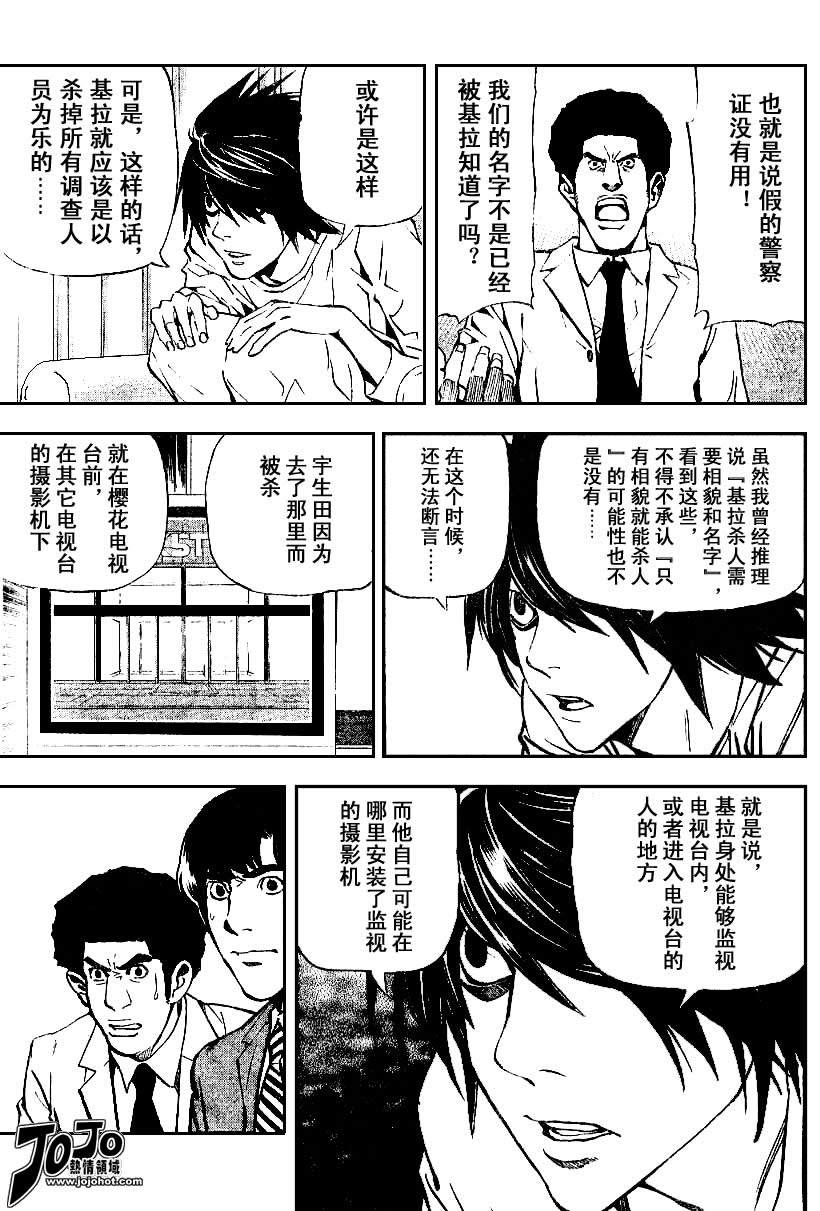 也就是说假的警察
证没有用！
我们的名字不是已经
被基拉知道了吗？
或许是这样
可是，这样的话，
基拉就应该是以
杀掉所有调查人
员为乐的……
虽然我曾经推理
说『基拉杀人需
要相貌和名字』，
看到这些，
不得不承认『只
有相貌就能杀人
』的可能性也不
是没有……
在这个时候，
还无法断言……
宇生田因为
去了那里而
被杀
就在樱花电视
台前，
在其它电视台
的摄影机下
就是说，
基拉身处能够监视
电视台内，
或者进入电视台的
人的地方
而他自己可能在
哪里安装了监视
的摄影机
JOJO
熱情領域
www.jojohot.com